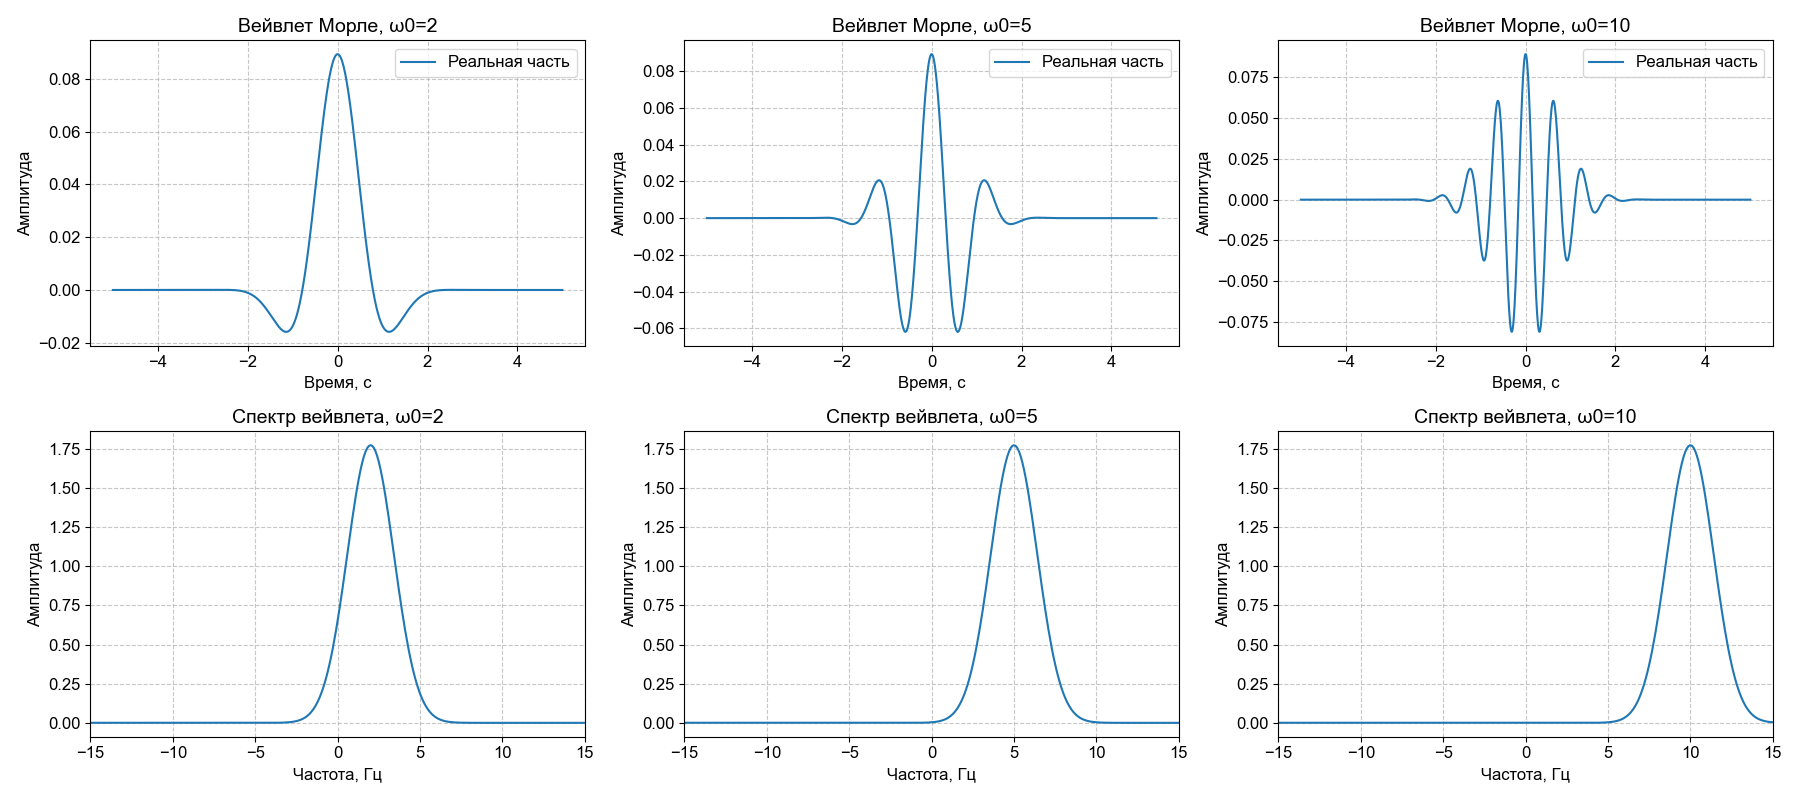 Вейвлет Морле, ω0=2
Реальная часть
0.08
0.06
0.04
0.02
0.00
−0.02
Амплитуда
−4 −2 0 2 4
Время, с
Вейвлет Морле, ω0=5
Реальная часть
0.08
0.06
0.04
0.02
0.00
−0.02
−0.04
−0.06
Амплитуда
−4 −2 0 2 4
Время, с
Вейвлет Морле, ω0=10
Реальная часть
0.075
0.050
0.025
0.000
−0.025
−0.050
−0.075
Амплитуда
−4 −2 0 2 4
Время, с
Спектр вейвлета, ω0=2
1.75
1.50
1.25
1.00
0.75
0.50
0.25
0.00
Амплитуда
−15 −10 −5 0 5 10 15
Частота, Гц
Спектр вейвлета, ω0=5
1.75
1.50
1.25
1.00
0.75
0.50
0.25
0.00
Амплитуда
−15 −10 −5 0 5 10 15
Частота, Гц
Спектр вейвлета, ω0=10
1.75
1.50
1.25
1.00
0.75
0.50
0.25
0.00
Амплитуда
−15 −10 −5 0 5 10 15
Частота, Гц